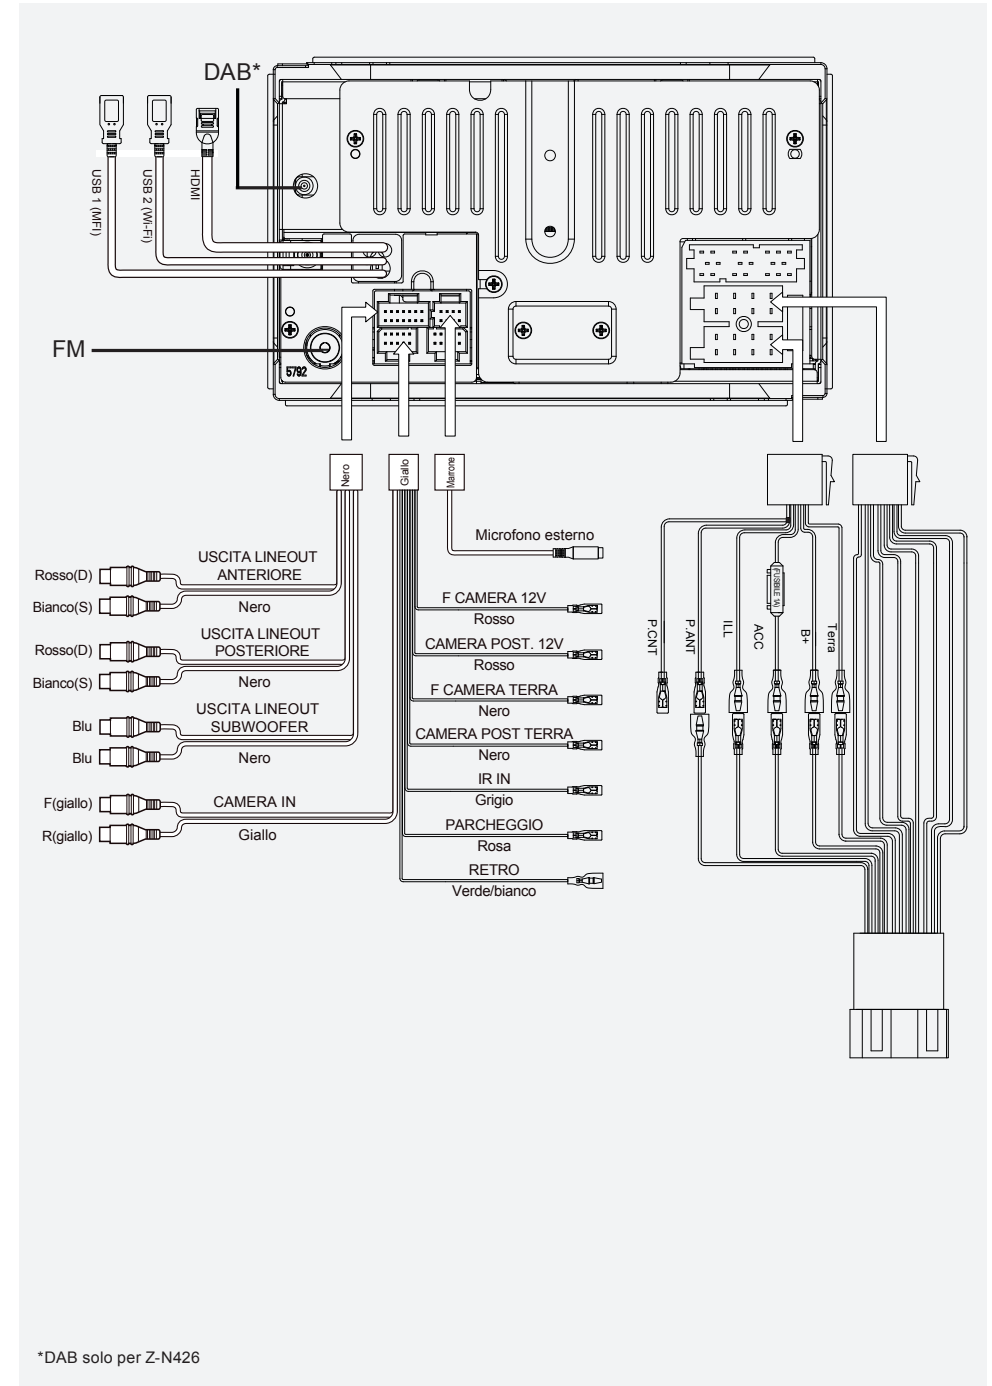 DAB*
USB 1 (MFI)
USB 2 (Wi-Fi)
HDMI
FM
5792
Nero
Giallo
Marrone
Microfono esterno
USCITA LINEOUT
ANTERIORE
Rosso(D)
Bianco(S)
Nero
USCITA LINEOUT
POSTERIORE
Rosso(D)
Bianco(S)
Nero
USCITA LINEOUT
SUBWOOFER
Blu
Blu
Nero
F(giallo)
CAMERA IN
R(giallo)
Giallo
F CAMERA 12V
Rosso
CAMERA POST. 12V
Rosso
F CAMERA TERRA
Nero
CAMERA POST TERRA
Nero
IR IN
Grigio
PARCHEGGIO
Rosa
RETRO
Verde/bianco
P.CNT
P.ANT
ILL
ACC
FUSIBILE 1A)
B+
Terra
*DAB solo per Z-N426